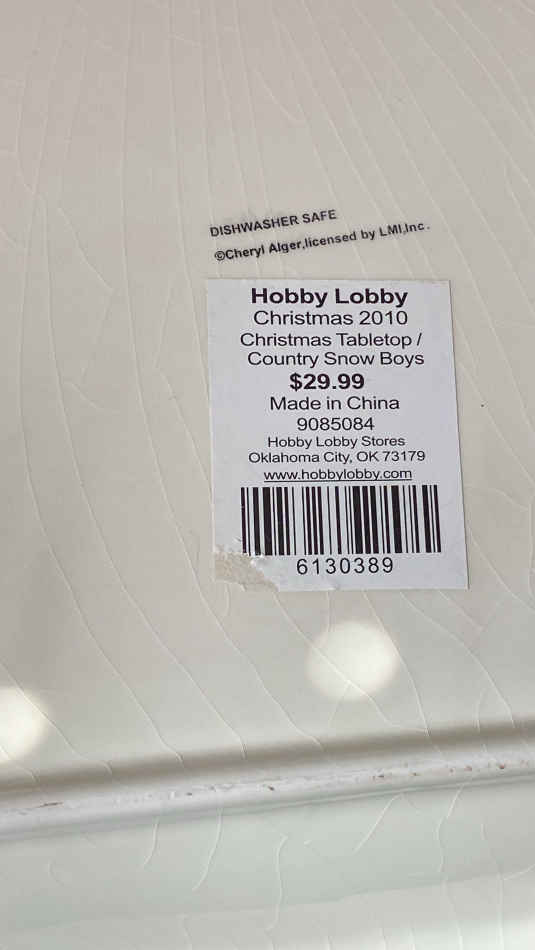 DISHWASHER SAFE
©Cheryl Alger,licensed by LMI,Inc.
Hobby Lobby
Christmas 2010
Christmas Tabletop /
Country Snow Boys
$29.99
Made in China
9085084
Hobby Lobby Stores
Oklahoma City, OK 73179
www.hobbylobby.com
6130389